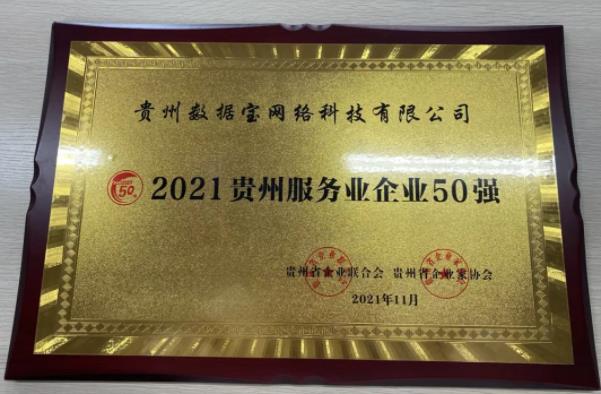 贵州数据宝网络科技有限公司
50
2021贵州服务业企业50强
贵州省企业联合会 贵州省企业家协会
2021年11月